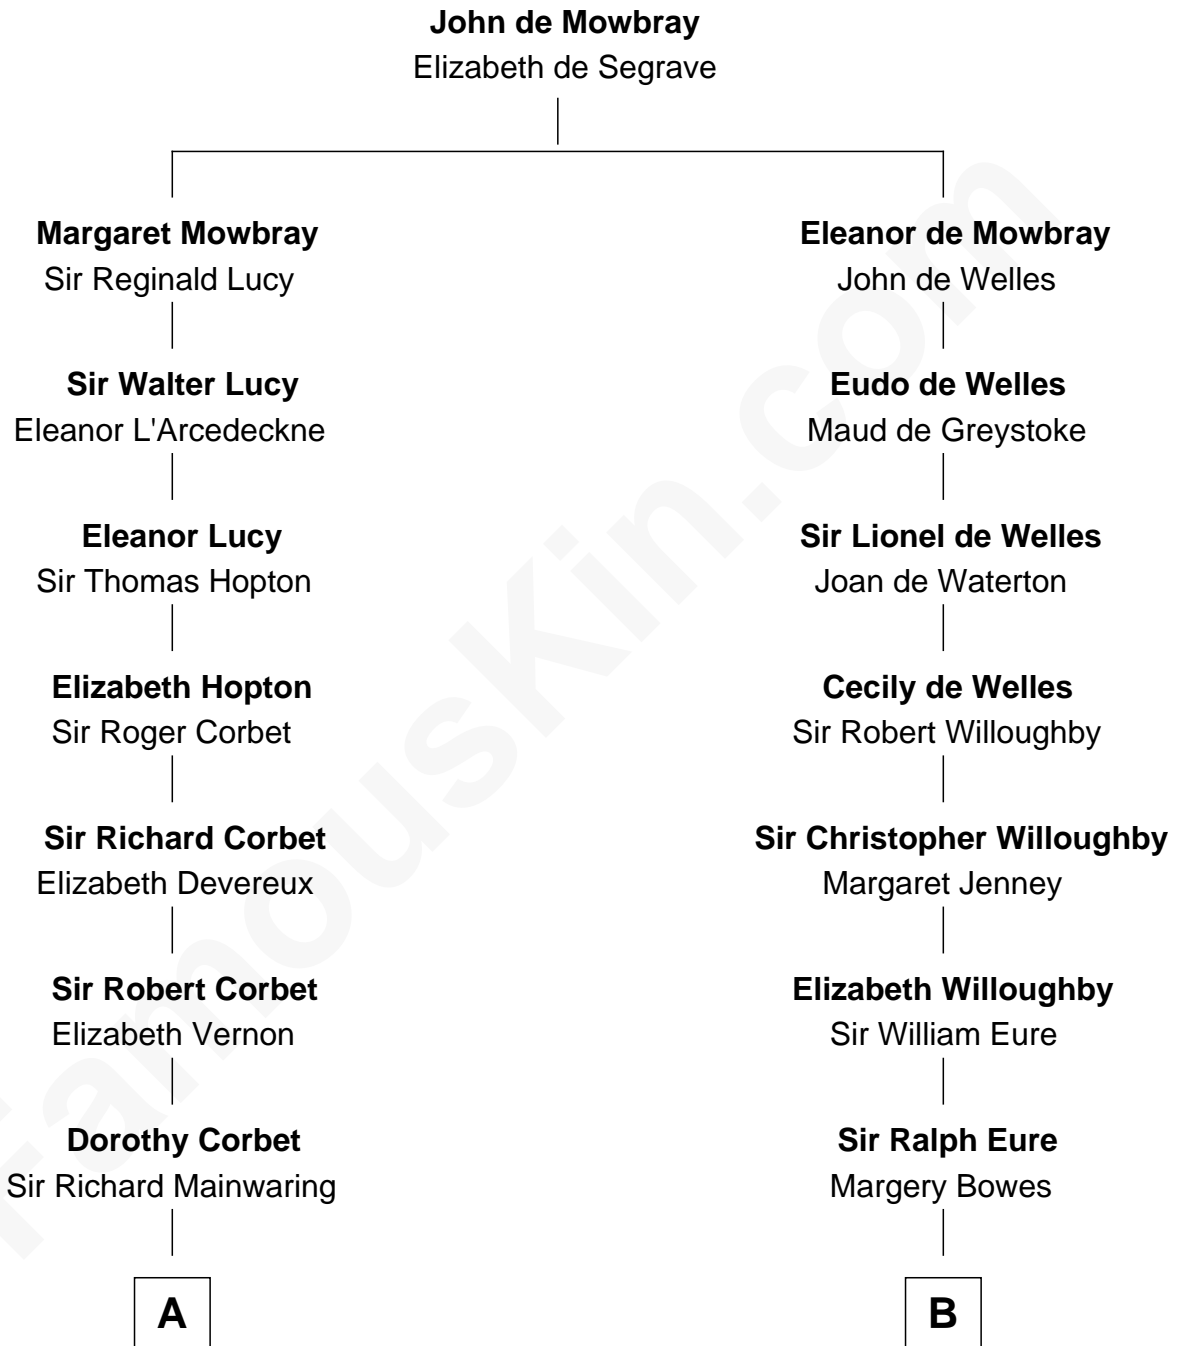 John de Mowbray
Elizabeth de Segrave
Margaret Mowbray
Sir Reginald Lucy
Sir Walter Lucy
Eleanor L'Arcedeckne
Eleanor Lucy
Sir Thomas Hopton
Elizabeth Hopton
Sir Roger Corbet
Sir Richard Corbet
Elizabeth Devereux
Sir Robert Corbet
Elizabeth Vernon
Dorothy Corbet
Sir Richard Mainwaring
A
Eleanor de Mowbray
John de Welles
Eudo de Welles
Maud de Greystoke
Sir Lionel de Welles
Joan de Waterton
Cecily de Welles
Sir Robert Willoughby
Sir Christopher Willoughby
Margaret Jenney
Elizabeth Willoughby
Sir William Eure
Sir Ralph Eure
Margery Bowes
B
FamousKin.com